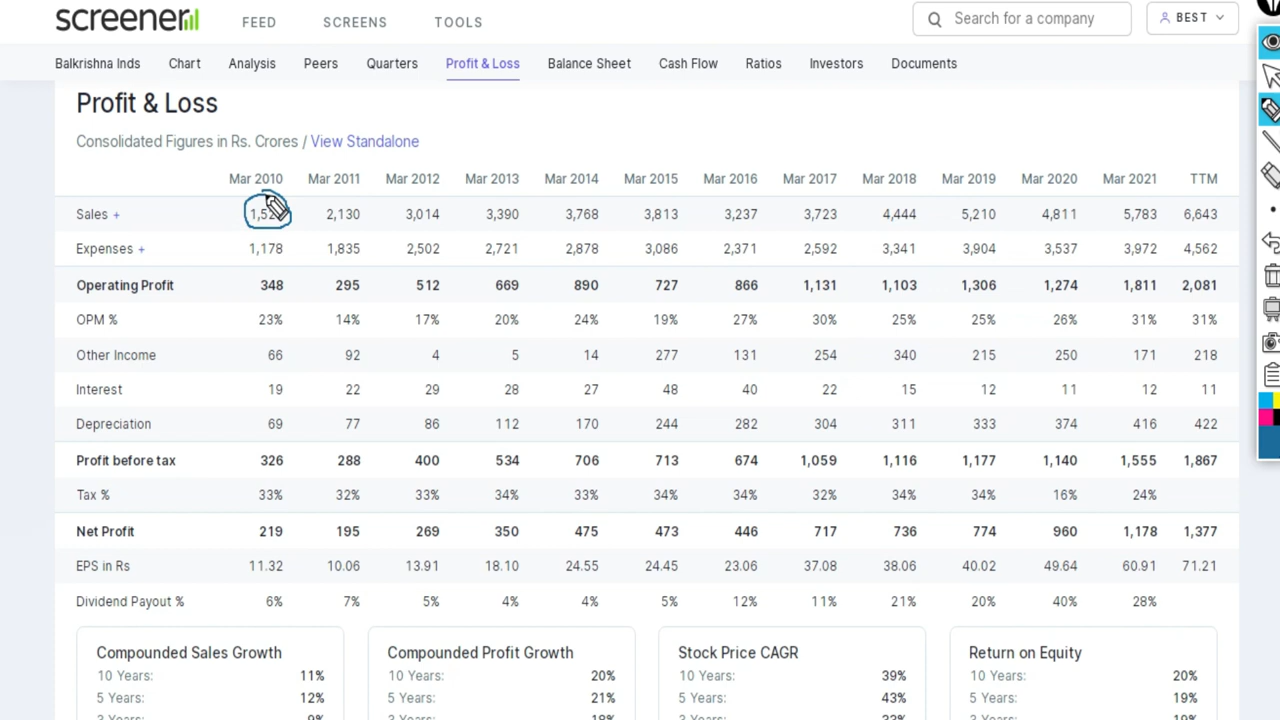 screener FEED SCREENS TOOLS Search for a company BEST
Balkrishna Inds Chart Analysis Peers Quarters Profit & Loss Balance Sheet Cash Flow Ratios Investors Documents
Profit & Loss
Consolidated Figures in Rs. Crores / View Standalone
Mar 2010 Mar 2011 Mar 2012 Mar 2013 Mar 2014 Mar 2015 Mar 2016 Mar 2017 Mar 2018 Mar 2019 Mar 2020 Mar 2021 TTM
Sales + 2,130 3,014 3,390 3,768 3,813 3,237 3,723 4,444 5,210 4,811 5,783 6,643
Expenses + 1,178 1,835 2,502 2,721 2,878 3,086 2,371 2,592 3,341 3,904 3,537 3,972 4,562
Operating Profit 348 295 512 669 890 727 866 1,131 1,103 1,306 1,274 1,811 2,081
OPM % 23% 14% 17% 20% 24% 19% 27% 30% 25% 25% 26% 31% 31%
Other Income 66 92 4 5 14 277 131 254 340 215 250 171 218
Interest 19 22 29 28 27 48 40 22 15 12 11 12 11
Depreciation 69 77 86 112 170 244 282 304 311 333 374 416 422
Profit before tax 326 288 400 534 706 713 674 1,059 1,116 1,177 1,140 1,555 1,867
Tax % 33% 32% 33% 34% 33% 34% 34% 32% 34% 34% 16% 24%
Net Profit 219 195 269 350 475 473 446 717 736 774 960 1,178 1,377
EPS in Rs 11.32 10.06 13.91 18.10 24.55 24.45 23.06 37.08 38.06 40.02 49.64 60.91 71.21
Dividend Payout % 6% 7% 5% 4% 4% 5% 12% 11% 21% 20% 40% 28%
Compounded Sales Growth Compounded Profit Growth Stock Price CAGR Return on Equity
10 Years: 11% 10 Years: 20% 10 Years: 39% 10 Years: 20%
5 Years: 12% 5 Years: 21% 5 Years: 43% 5 Years: 19%